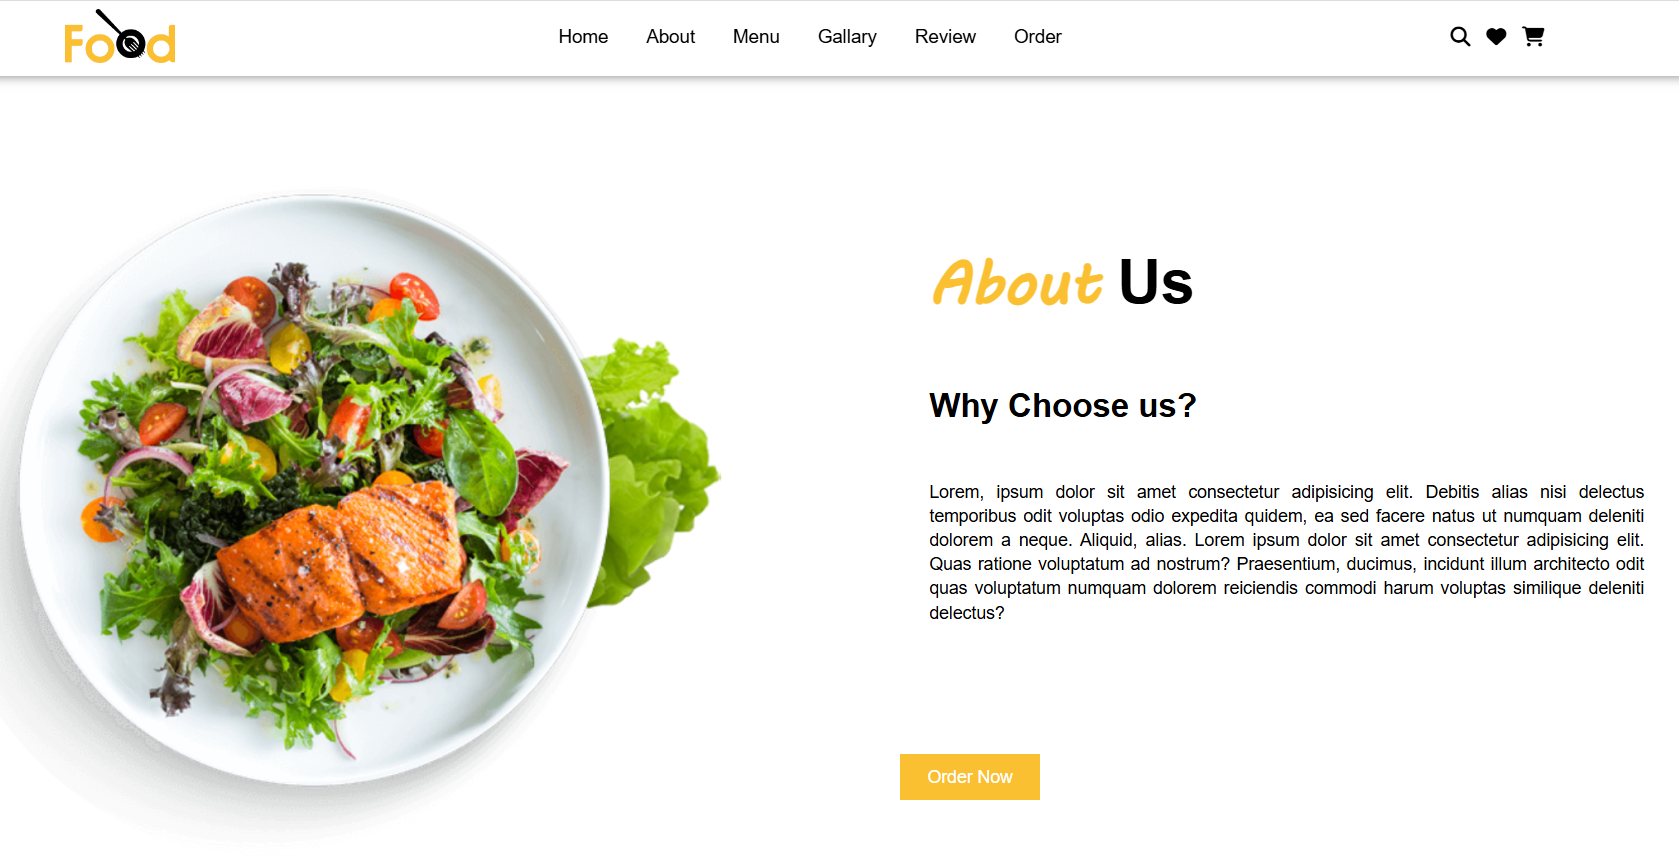 Food
Home About Menu Gallary Review Order
About Us
Why Choose us?
Lorem, ipsum dolor sit amet consectetur adipisicing elit. Debitis alias nisi delectus
temporibus odit voluptas odio expedita quidem, ea sed facere natus ut numquam deleniti
dolorem a neque. Aliquid, alias. Lorem ipsum dolor sit amet consectetur adipisicing elit.
Quas ratione voluptatum ad nostrum? Praesentium, ducimus, incidunt illum architecto odit
quas voluptatum numquam dolorem reiciendis commodi harum voluptas similique deleniti
delectus?
Order Now